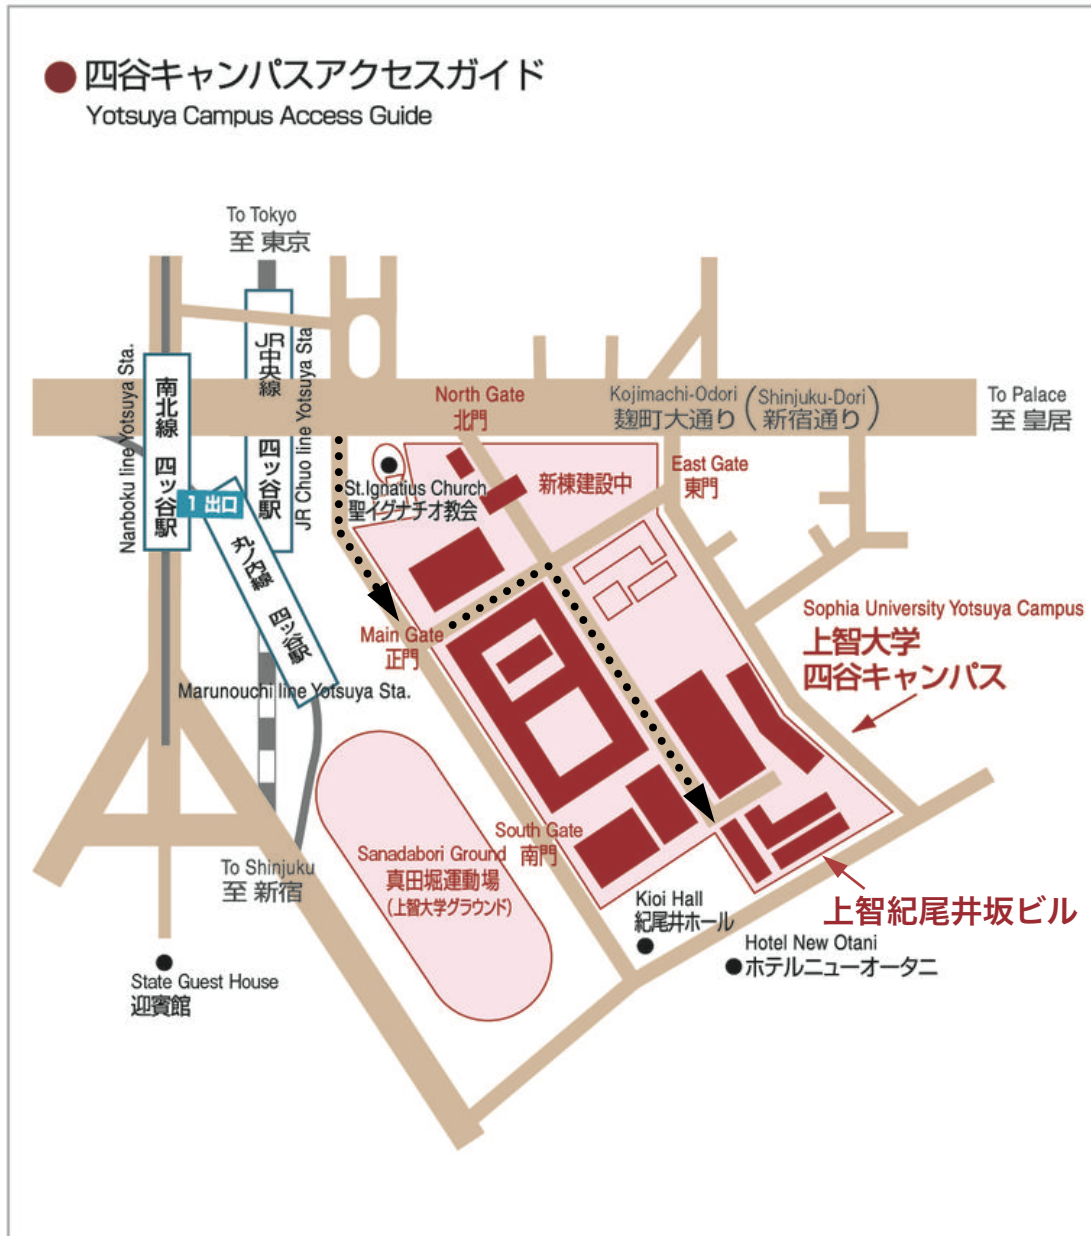 四谷キャンパスアクセスガイド
Yotsuya Campus Access Guide
To Tokyo
至 東京
Nanboku line Yotsuya Sta.
南北線 四ツ谷駅
JR中央線 四ツ谷駅
JR Chuo line Yotsuya Sta
1 出口
丸ノ内線 四ツ谷駅
Marunouchi line Yotsuya Sta.
North Gate
北門
Kojimachi-Odori (Shinjuku-Dori)
麹町大通り(新宿通り)
To Palace
至 皇居
St.Ignatius Church
聖イグナチオ教会
新棟建設中
East Gate
東門
Main Gate
正門
Sophia University Yotsuya Campus
上智大学
四谷キャンパス
South Gate
南門
Sanadabori Ground
真田堀運動場
(上智大学グラウンド)
To Shinjuku
至 新宿
上智紀尾井坂ビル
Kioi Hall
紀尾井ホール
Hotel New Otani
ホテルニューオータニ
State Guest House
迎賓館